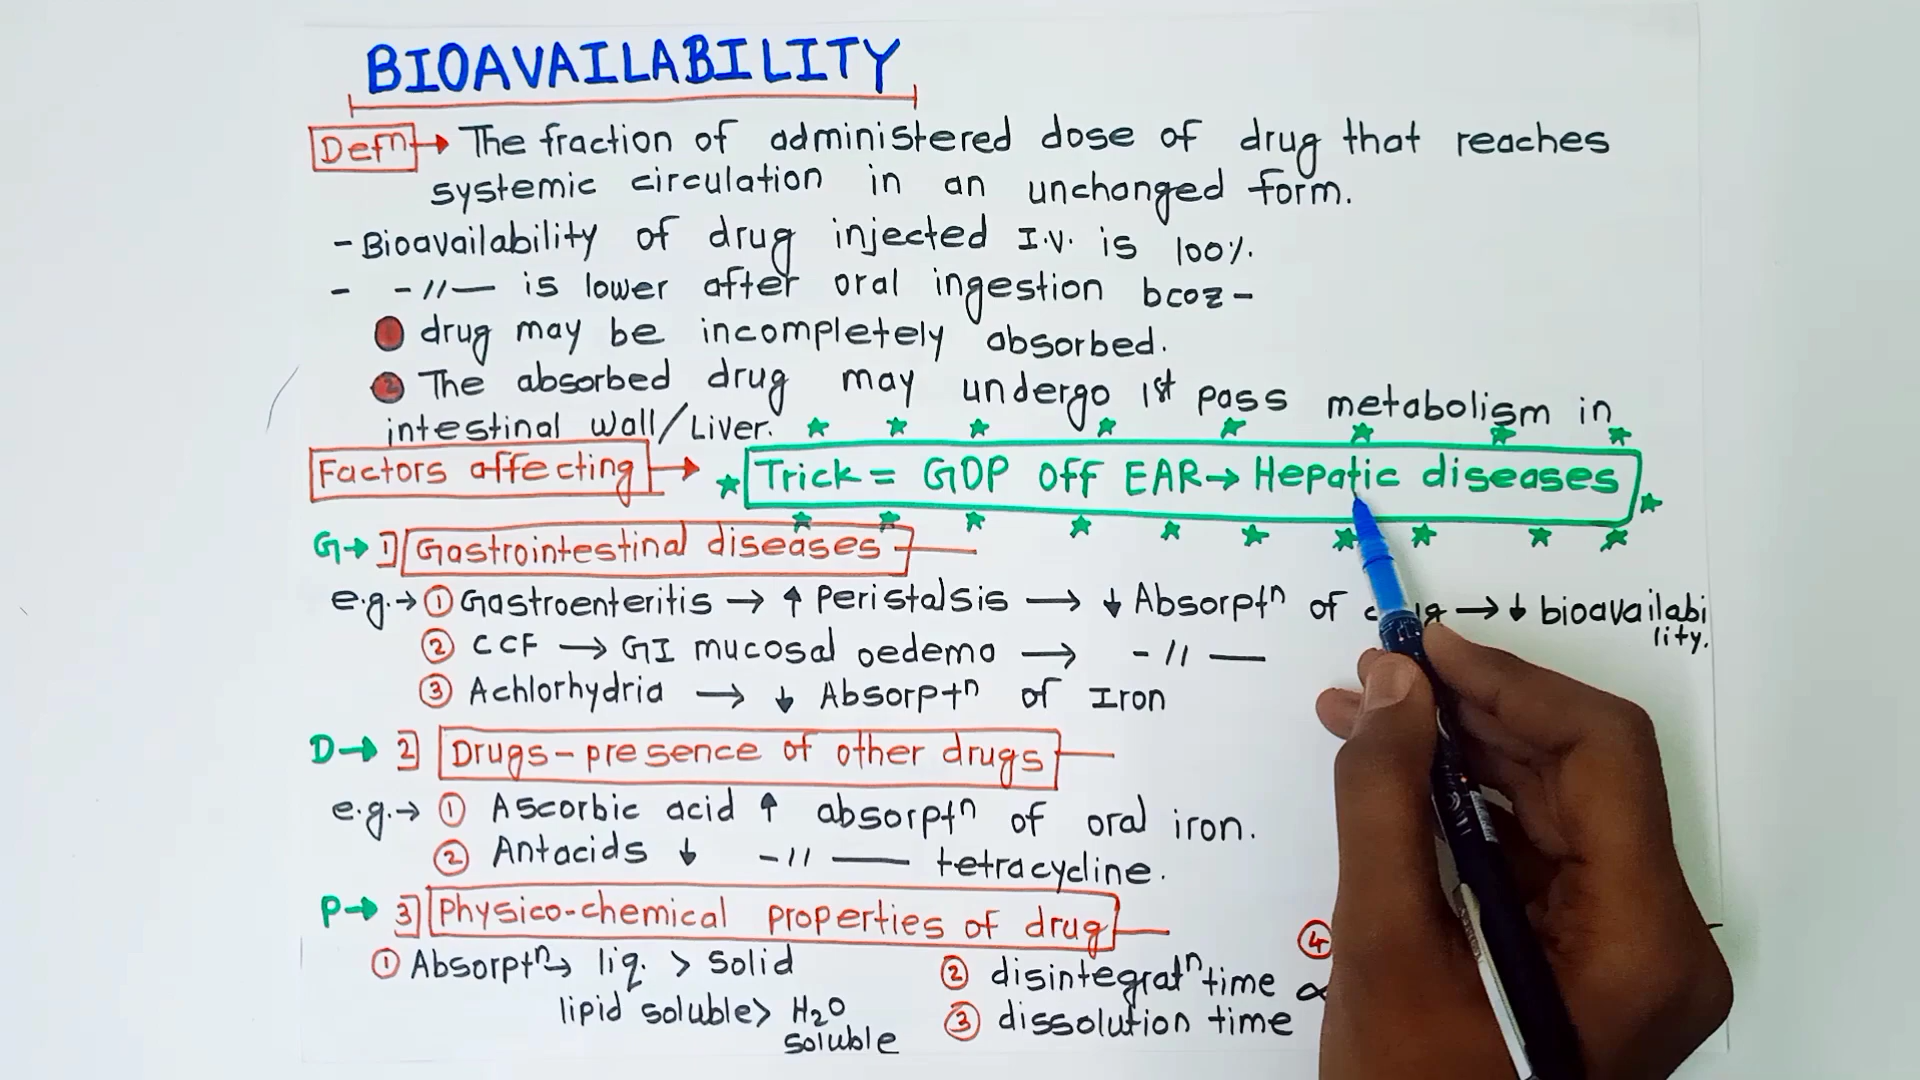 BIOAVAILABILITY
Defⁿ → The fraction of administered dose of drug that reaches
systemic circulation in an unchanged form.
- Bioavailability of drug injected I.V. is 100%.
- -〃— is lower after oral ingestion bcoz -
① drug may be incompletely absorbed.
② The absorbed drug may undergo 1st pass metabolism in
intestinal wall/Liver.
Factors affecting → Trick = GDP Off EAR → Hepatic diseases
G → 1] Gastrointestinal diseases
e.g. → ① Gastroenteritis → ↑ Peristalsis → ↓ Absorptⁿ of → ↓ bioavailabi
lity.
② CCF → GI mucosal oedema → -〃—
③ Achlorhydria → ↓ Absorptⁿ of Iron
D → 2] Drugs - presence of other drugs
e.g. → ① Ascorbic acid ↑ absorptⁿ of oral iron.
② Antacids ↓ -〃— tetracycline.
P → 3] Physico-chemical properties of drug
① Absorptⁿ → liq. > Solid
lipid soluble > H₂O
soluble
② disintegratⁿ time ∝
③ dissolution time
④